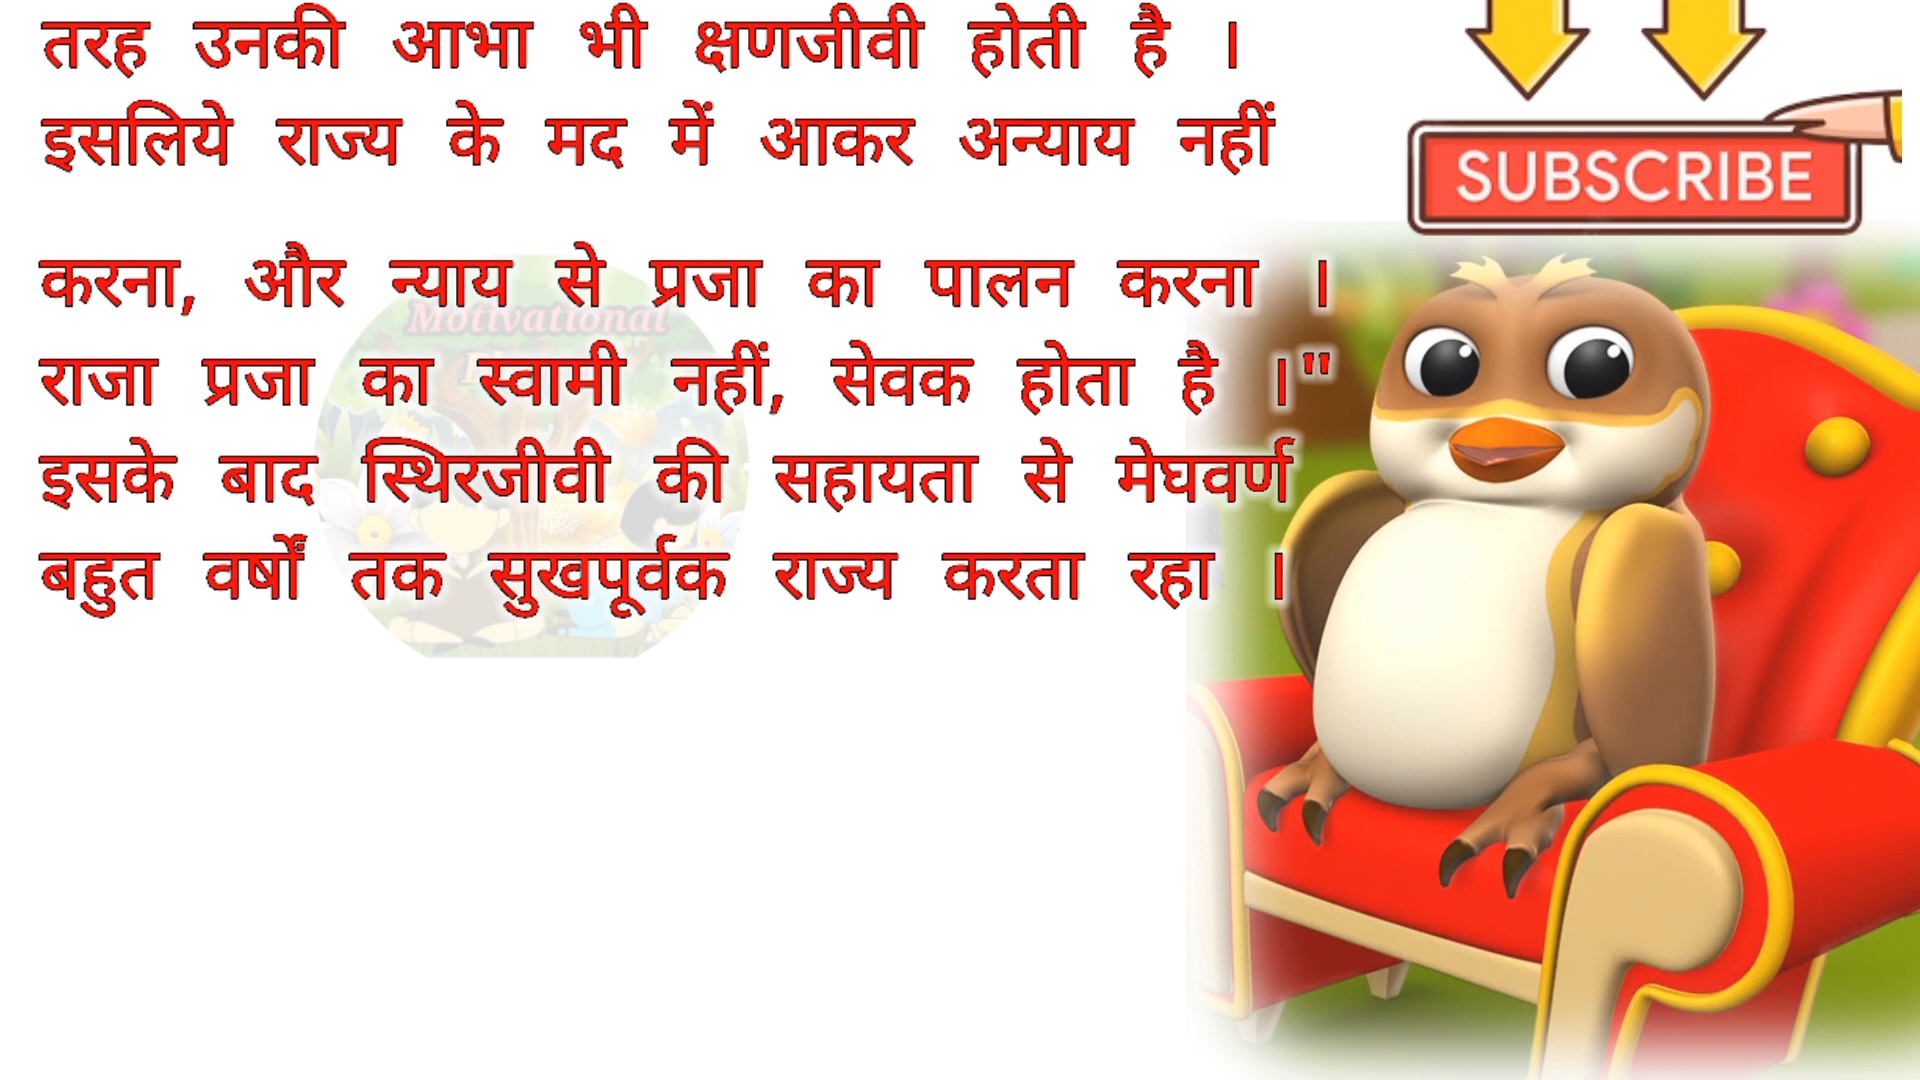 तरह उनकी आभा भी क्षणजीवी होती है ।
इसलिये राज्य के मद में आकर अन्याय नहीं
SUBSCRIBE
करना, और न्याय से प्रजा का पालन करना ।
Motivational
राजा प्रजा का स्वामी नहीं, सेवक होता है ।"
इसके बाद स्थिरजीवी की सहायता से मेघवर्ण
बहुत वर्षों तक सुखपूर्वक राज्य करता रहा ।